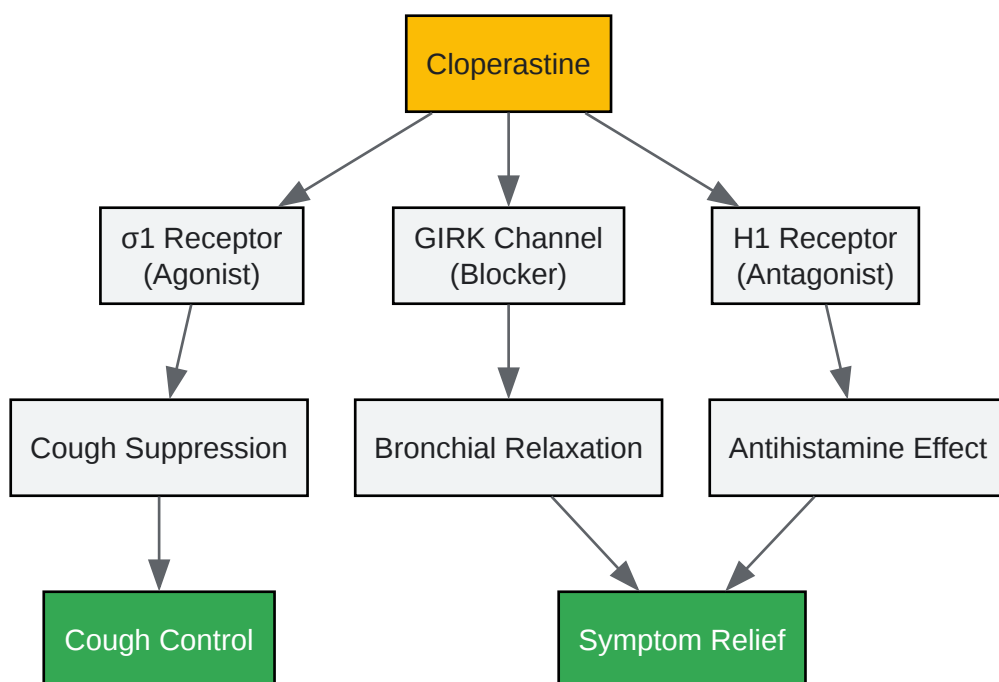 Cloperastine
σ1 Receptor
(Agonist)
GIRK Channel
(Blocker)
H1 Receptor
(Antagonist)
Cough Suppression
Bronchial Relaxation
Antihistamine Effect
Cough Control
Symptom Relief